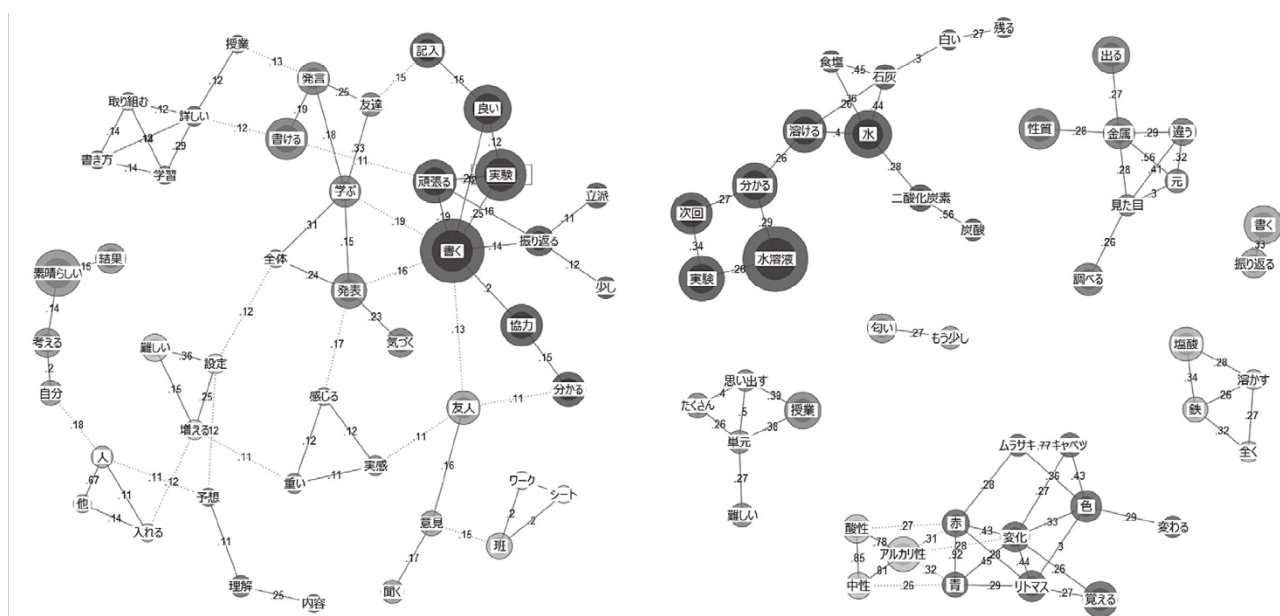 授業
.13
発言
記入
.15
.15
.12
.25
友達
良い
取り組む
.12
詳しい
.19
.14
.12
書ける
.18
.12
.29
.33
.11
実験
書き方
.14
学習
頑張る
学ぶ
.16
立派
.31
.19
.19
.25
.11
.15
書く
.14
振り返る
結果
.15
素晴らしい
全体
.24
.16
.12
発表
.2
少し
.14
.12
.23
協力
考える
.17
気づく
.13
.15
難しい
.36
設定
.2
.15
.25
分かる
自分
感じる
.11
友人
.18
増える
.12
.12
.12
人
.11
.11
実感
.11
.12
重い
.11
.16
.67
.11
予想
ワーク
シート
他
.14
入れる
.2
.2
意見
.15
班
.11
.17
理解
.25
内容
聞く
残る
.27
白い
食塩
.3
.45
石灰
.26
.36
.44
溶ける
.4
水
.26
.28
分かる
二酸化炭素
次回
.27
.56
.29
炭酸
.34
水溶液
実験
.26
出る
.27
性質
.28
金属
.29
違う
.56
.32
.28
.41
元
見た目
.3
.26
調べる
書く
.33
振り返る
匂い
.27
もう少し
塩酸
.28
溶かす
.34
.26
鉄
.27
.32
全く
思い出す
たくさん
.4
.39
授業
.26
.5
.38
単元
.27
難しい
ムラサキ
.77
キャベツ
.36
.43
.28
.27
色
酸性
.27
赤
.33
.29
変わる
.43
.78
アルカリ性
.31
.28
変化
.85
.92
.28
.3
.81
.32
.45
.44
.26
中性
.26
青
.29
リトマス
.27
覚える